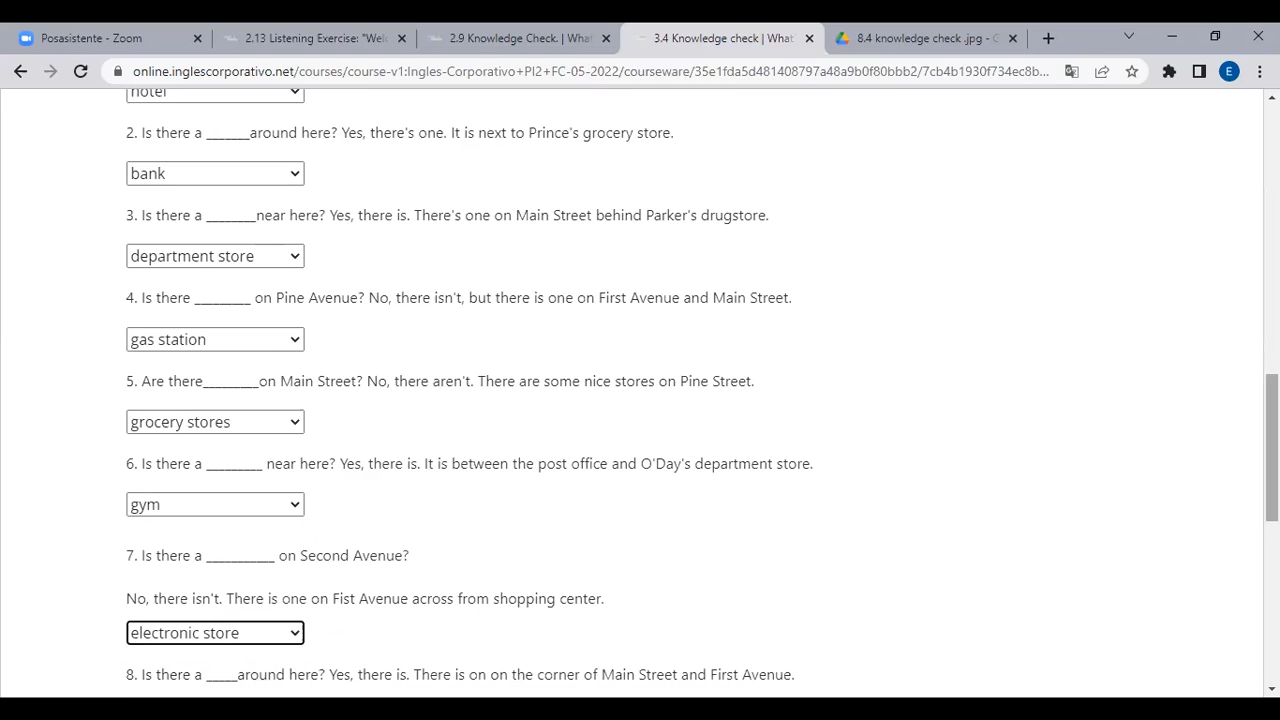 Posasistente - Zoom
2.13 Listening Exercise: "Welc
2.9 Knowledge Check. | What
3.4 Knowledge check | What
8.4 knowledge check .jpg - G
online.inglescorporativo.net/courses/course-v1:Ingles-Corporativo+PI2+FC-05-2022/courseware/35e1fda5d481408797a48a9b0f80bbb2/7cb4b1930f734ec8b...
E
hotel
2. Is there a _______around here? Yes, there's one. It is next to Prince's grocery store.
bank
3. Is there a ________near here? Yes, there is. There's one on Main Street behind Parker's drugstore.
department store
4. Is there _________ on Pine Avenue? No, there isn't, but there is one on First Avenue and Main Street.
gas station
5. Are there_________on Main Street? No, there aren't. There are some nice stores on Pine Street.
grocery stores
6. Is there a _________ near here? Yes, there is. It is between the post office and O'Day's department store.
gym
7. Is there a ___________ on Second Avenue?
No, there isn't. There is one on Fist Avenue across from shopping center.
electronic store
8. Is there a _____around here? Yes, there is. There is on on the corner of Main Street and First Avenue.